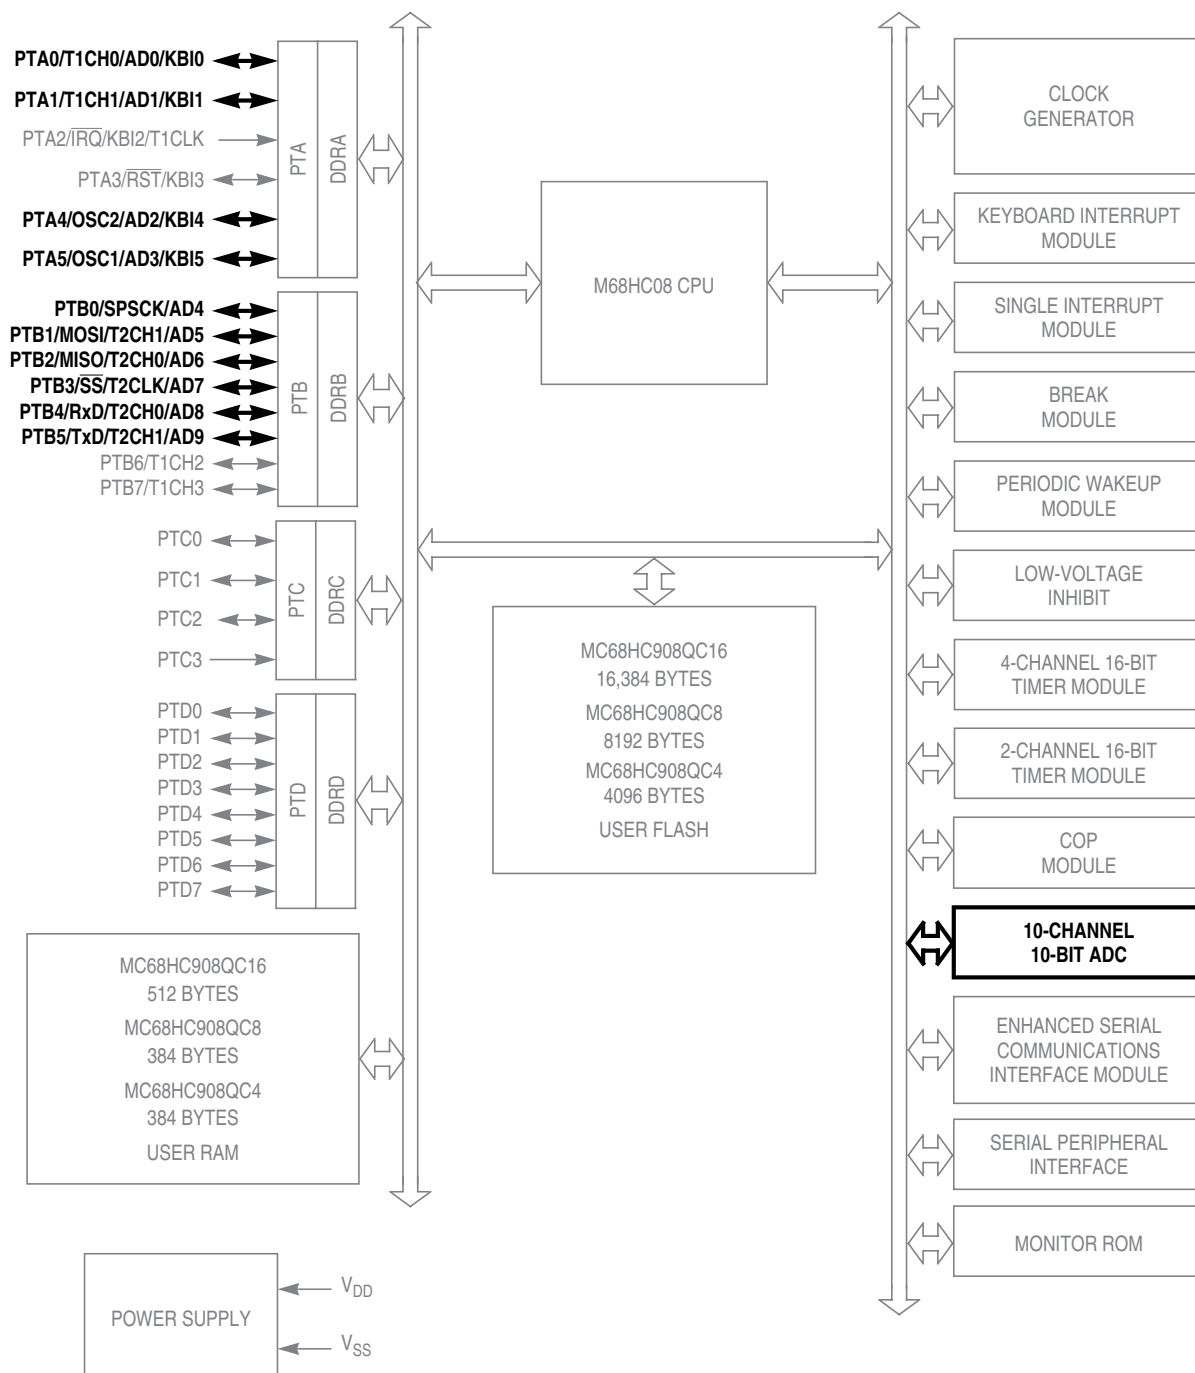 PTA0/T1CH0/AD0/KBI0
PTA1/T1CH1/AD1/KBI1
PTA2/IRQ/KBI2/T1CLK
PTA3/RST/KBI3
PTA4/OSC2/AD2/KBI4
PTA5/OSC1/AD3/KBI5
PTA
DDRA
PTB0/SPSCK/AD4
PTB1/MOSI/T2CH1/AD5
PTB2/MISO/T2CH0/AD6
PTB3/SS/T2CLK/AD7
PTB4/RxD/T2CH0/AD8
PTB5/TxD/T2CH1/AD9
PTB6/T1CH2
PTB7/T1CH3
PTB
DDRB
PTC0
PTC1
PTC2
PTC3
PTC
DDRC
PTD0
PTD1
PTD2
PTD3
PTD4
PTD5
PTD6
PTD7
PTD
DDRD
MC68HC908QC16
512 BYTES
MC68HC908QC8
384 BYTES
MC68HC908QC4
384 BYTES
USER RAM
POWER SUPPLY
VDD
VSS
M68HC08 CPU
MC68HC908QC16
16,384 BYTES
MC68HC908QC8
8192 BYTES
MC68HC908QC4
4096 BYTES
USER FLASH
CLOCK
GENERATOR
KEYBOARD INTERRUPT
MODULE
SINGLE INTERRUPT
MODULE
BREAK
MODULE
PERIODIC WAKEUP
MODULE
LOW-VOLTAGE
INHIBIT
4-CHANNEL 16-BIT
TIMER MODULE
2-CHANNEL 16-BIT
TIMER MODULE
COP
MODULE
10-CHANNEL
10-BIT ADC
ENHANCED SERIAL
COMMUNICATIONS
INTERFACE MODULE
SERIAL PERIPHERAL
INTERFACE
MONITOR ROM